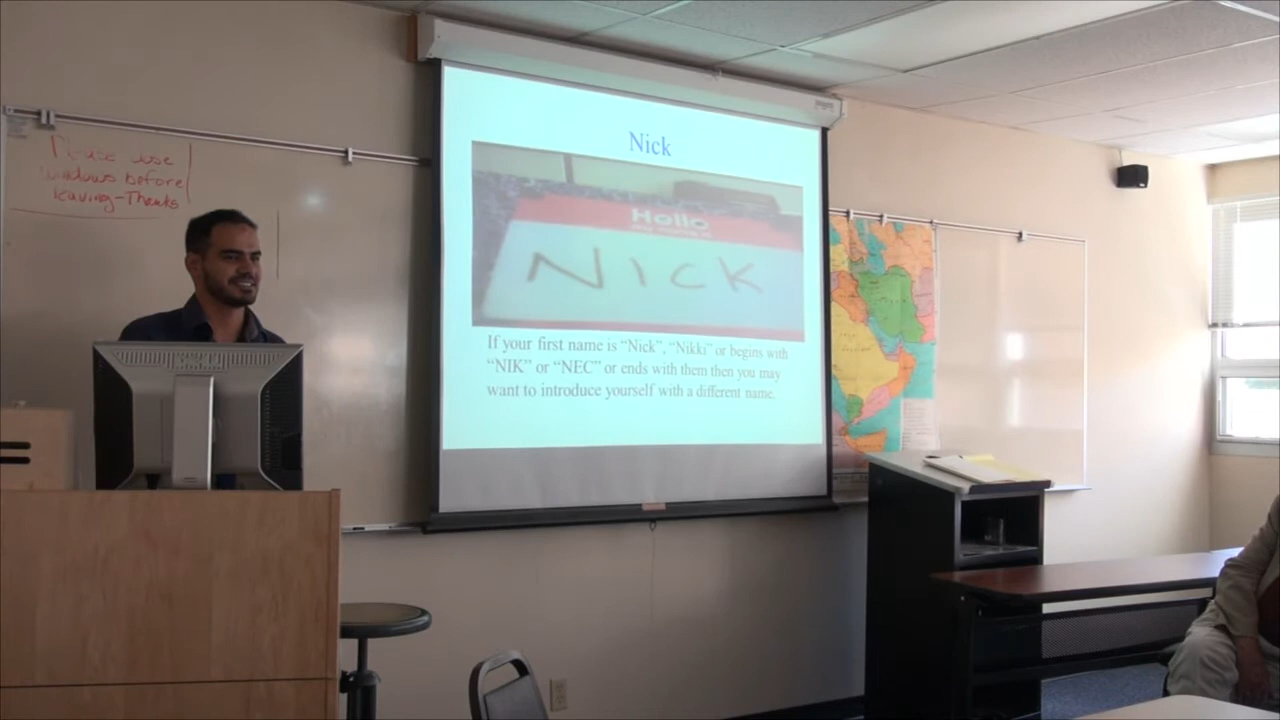 Please close
windows before
leaving-Thanks
Nick
Hello
NICK
If your first name is “Nick”, “Nikki” or begins with
“NIK” or “NEC” or ends with them then you may
want to introduce yourself with a different name.